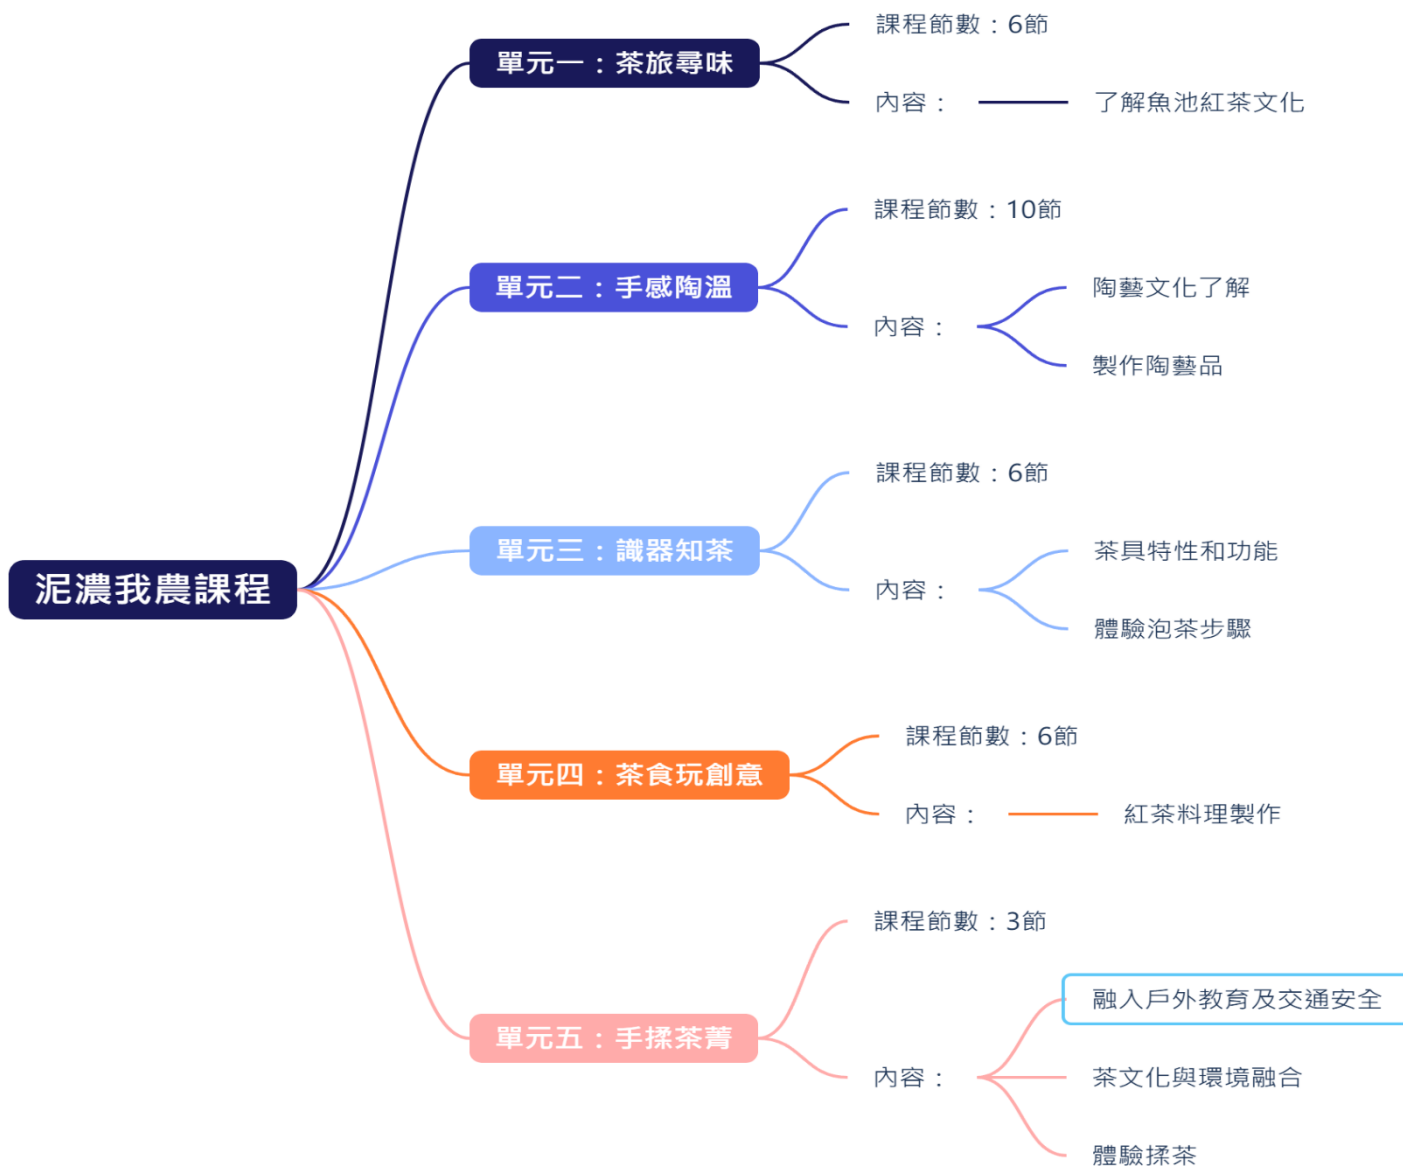 泥濃我農課程
單元一：茶旅尋味
課程節數：6節
內容：
了解魚池紅茶文化
單元二：手感陶溫
課程節數：10節
內容：
陶藝文化了解
製作陶藝品
單元三：識器知茶
課程節數：6節
內容：
茶具特性和功能
體驗泡茶步驟
單元四：茶食玩創意
課程節數：6節
內容：
紅茶料理製作
單元五：手揉茶菁
課程節數：3節
內容：
融入戶外教育及交通安全
茶文化與環境融合
體驗揉茶